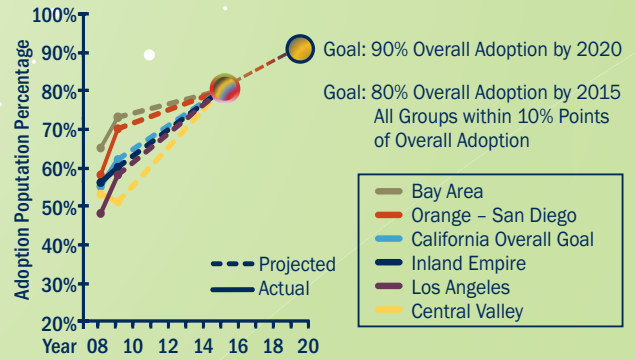 Adoption Population Percentage
100%
90%
80%
70%
60%
50%
40%
30%
20%
Year 08 10 12 14 16 18 20
Projected
Actual
Goal: 90% Overall Adoption by 2020
Goal: 80% Overall Adoption by 2015
All Groups within 10% Points
of Overall Adoption
Bay Area
Orange – San Diego
California Overall Goal
Inland Empire
Los Angeles
Central Valley